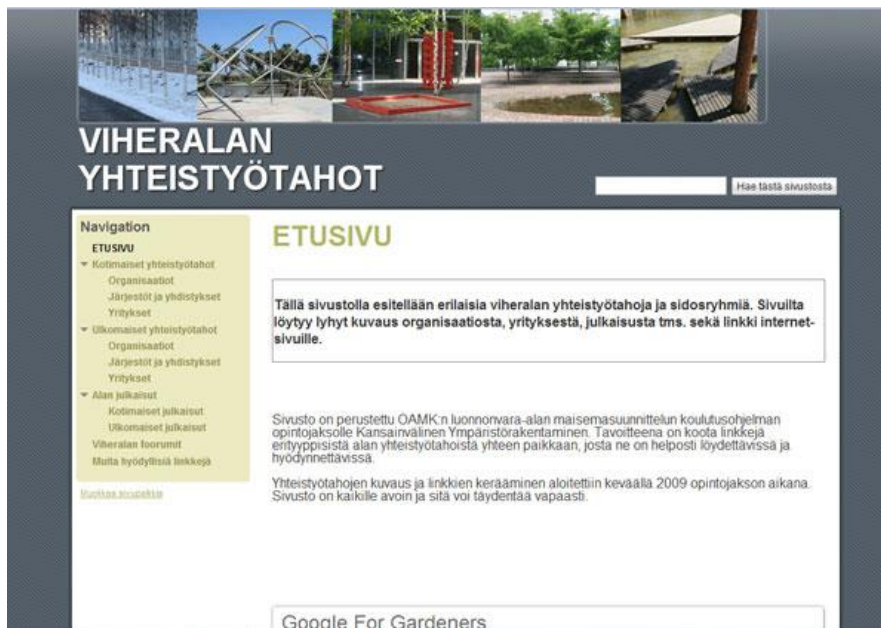 VIHERALAN
YHTEISTYÖTAHOT
Hae tästä sivustosta
Navigation
ETUSIVU
Kotimaiset yhteistyötahot
Organisaatiot
Järjestöt ja yhdistykset
Yritykset
Ulkomaiset yhteistyötahot
Organisaatiot
Järjestöt ja yhdistykset
Yritykset
Alan julkaisut
Kotimaiset julkaisut
Ulkomaiset julkaisut
Viheralan foorumit
Muita hyödyllisiä linkkejä
Muokkaa sivupalkkia
ETUSIVU
Tällä sivustolla esitellään erilaisia viheralan yhteistyötahoja ja sidosryhmiä. Sivuilta
löytyy lyhyt kuvaus organisaatiosta, yrityksestä, julkaisusta tms. sekä linkki internet-
sivuille.
Sivusto on perustettu OAMK:n luonnonvara-alan maisemasuunnittelun koulutusohjelman
opintojaksolle Kansainvälinen Ympäristörakentaminen. Tavoitteena on koota linkkejä
erityyppisistä alan yhteistyötahoista yhteen paikkaan, josta ne on helposti löydettävissä ja
hyödynnettävissä.
Yhteistyötahojen kuvaus ja linkkien kerääminen aloitettiin keväällä 2009 opintojakson aikana.
Sivusto on kaikille avoin ja sitä voi täydentää vapaasti.
Google For Gardeners